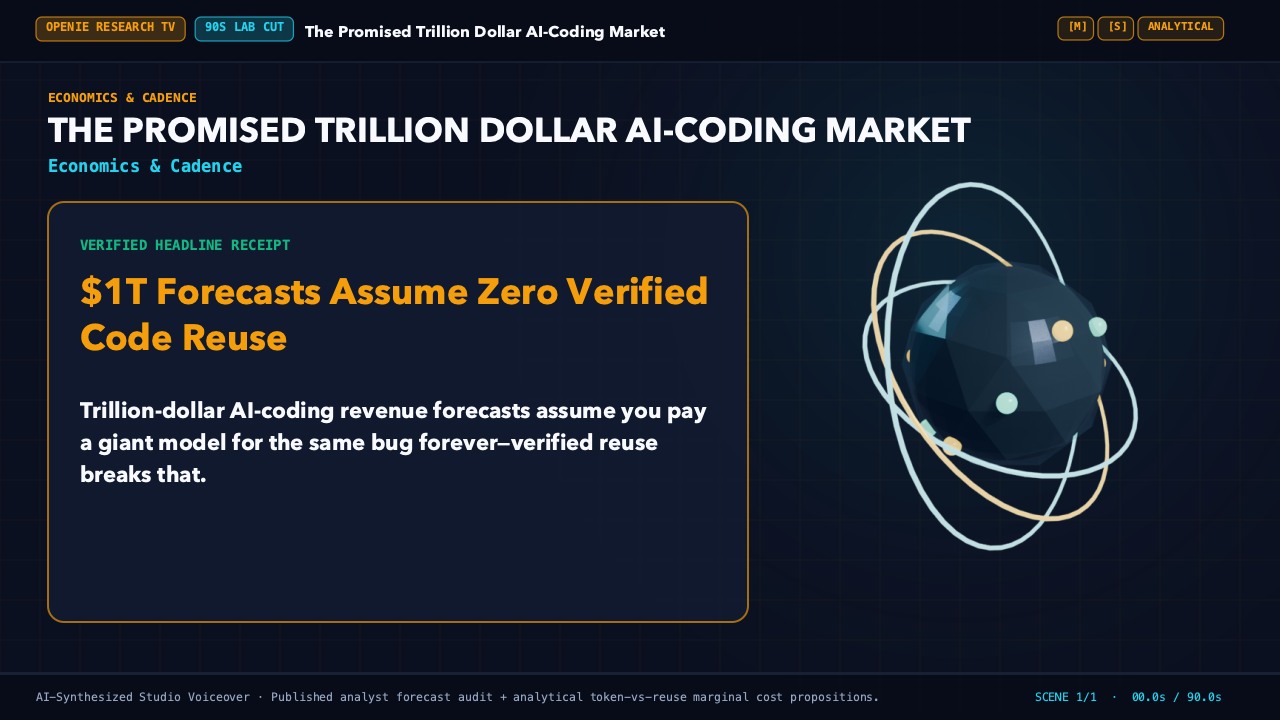 OPENIE RESEARCH TV
90S LAB CUT
The Promised Trillion Dollar AI-Coding Market
[M]
[S]
ANALYTICAL
ECONOMICS & CADENCE
THE PROMISED TRILLION DOLLAR AI-CODING MARKET
Economics & Cadence
VERIFIED HEADLINE RECEIPT
$1T Forecasts Assume Zero Verified
Code Reuse
Trillion-dollar AI-coding revenue forecasts assume you pay
a giant model for the same bug forever—verified reuse
breaks that.
AI-Synthesized Studio Voiceover · Published analyst forecast audit + analytical token-vs-reuse marginal cost propositions.
SCENE 1/1 · 00.0s / 90.0s